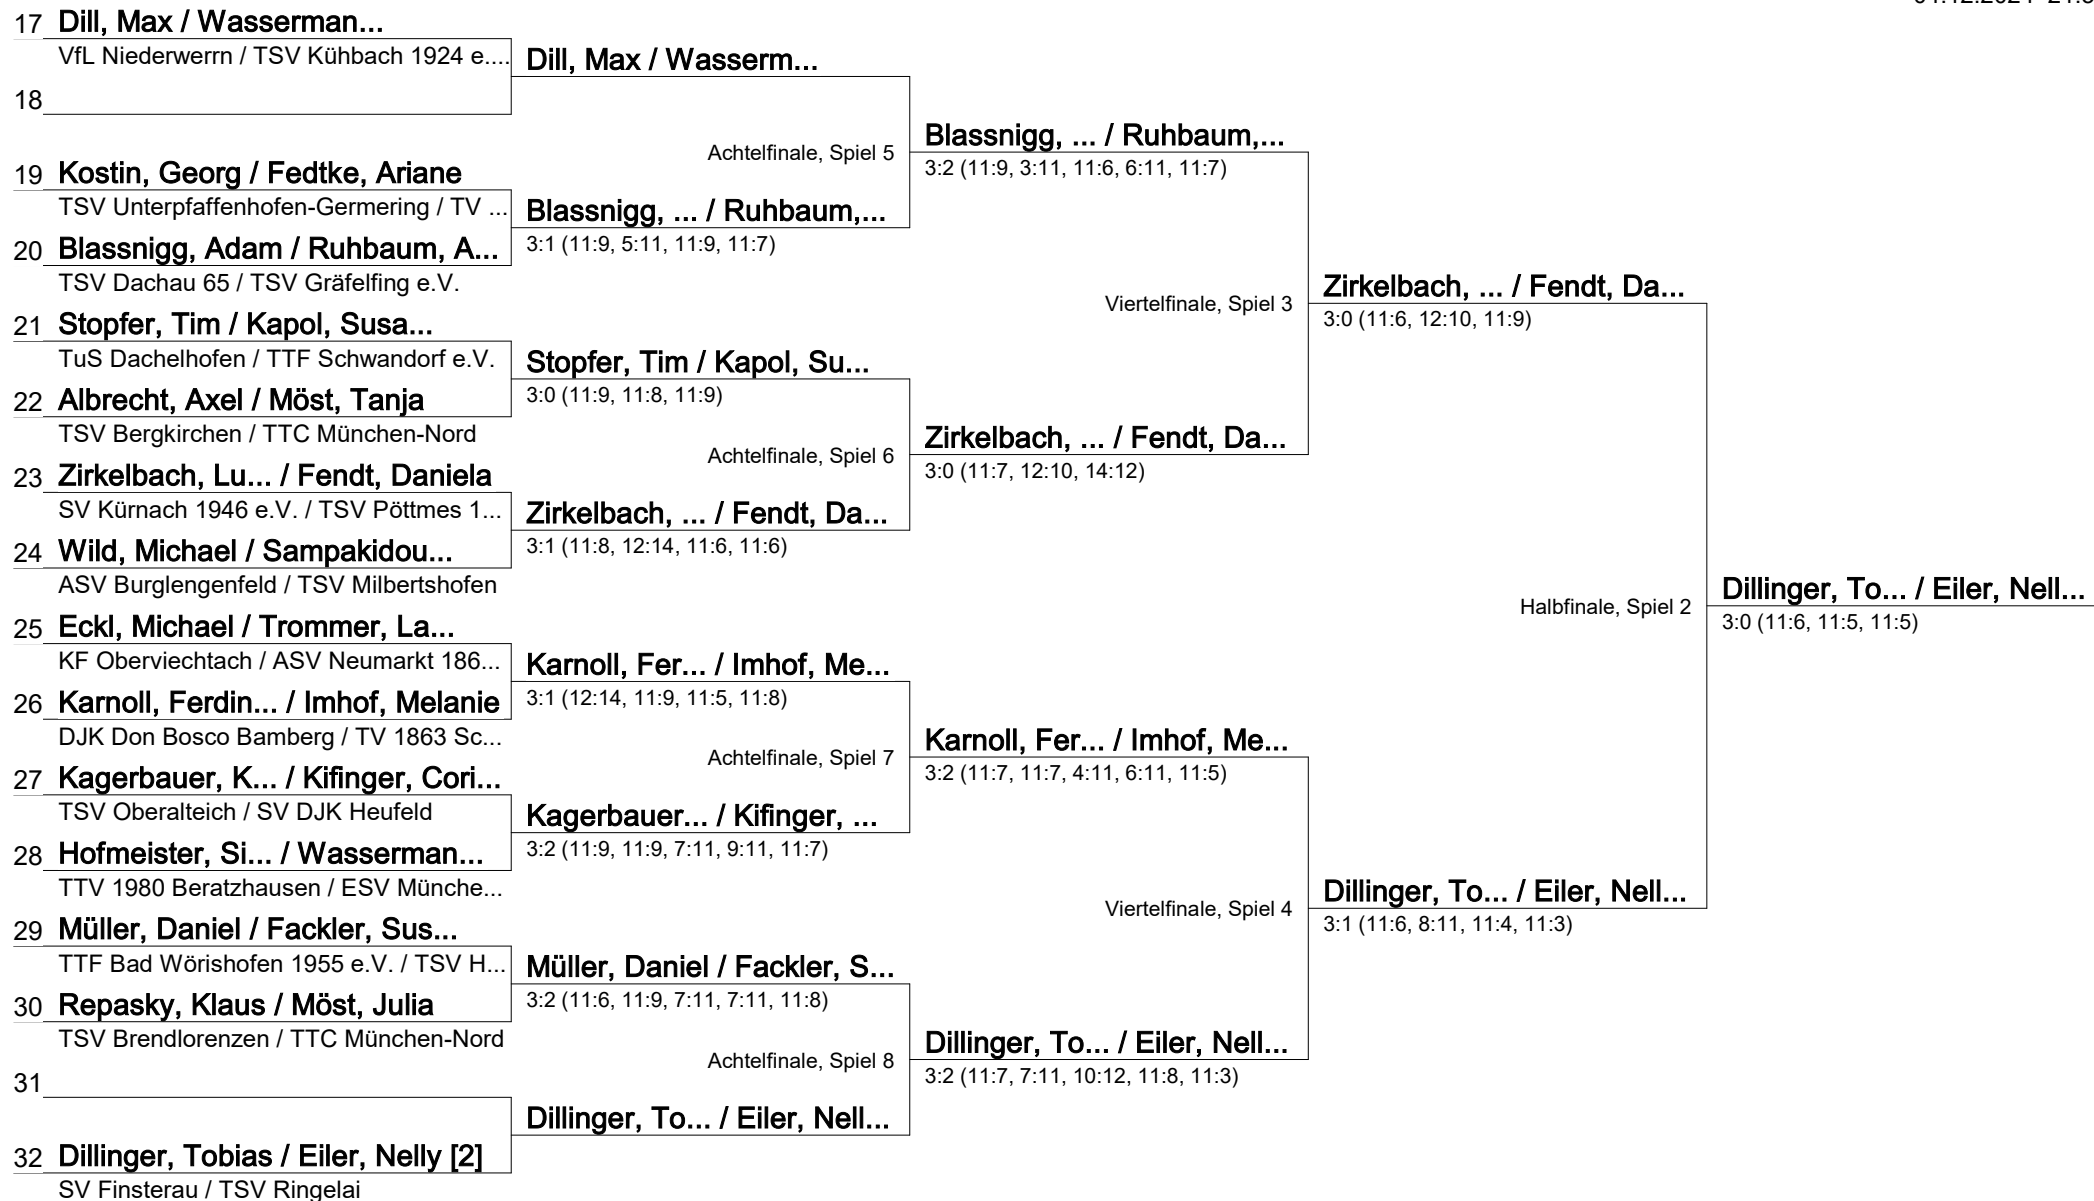 17 Dill, Max / Wasserman...
VfL Niederwerrn / TSV Kühbach 1924 e....
Dill, Max / Wasserm...
18
Achtelfinale, Spiel 5
Blassnigg, ... / Ruhbaum,...
3:2 (11:9, 3:11, 11:6, 6:11, 11:7)
19 Kostin, Georg / Fedtke, Ariane
TSV Unterpfaffenhofen-Germering / TV ...
Blassnigg, ... / Ruhbaum,...
3:1 (11:9, 5:11, 11:9, 11:7)
20 Blassnigg, Adam / Ruhbaum, A...
TSV Dachau 65 / TSV Gräfelfing e.V.
Viertelfinale, Spiel 3
Zirkelbach, ... / Fendt, Da...
3:0 (11:6, 12:10, 11:9)
21 Stopfer, Tim / Kapol, Susa...
TuS Dachelhofen / TTF Schwandorf e.V.
Stopfer, Tim / Kapol, Su...
3:0 (11:9, 11:8, 11:9)
22 Albrecht, Axel / Möst, Tanja
TSV Bergkirchen / TTC München-Nord
Achtelfinale, Spiel 6
Zirkelbach, ... / Fendt, Da...
3:0 (11:7, 12:10, 14:12)
23 Zirkelbach, Lu... / Fendt, Daniela
SV Kürnach 1946 e.V. / TSV Pöttmes 1...
Zirkelbach, ... / Fendt, Da...
3:1 (11:8, 12:14, 11:6, 11:6)
24 Wild, Michael / Sampakidou...
ASV Burglengenfeld / TSV Milbertshofen
Halbfinale, Spiel 2
Dillinger, To... / Eiler, Nell...
3:0 (11:6, 11:5, 11:5)
25 Eckl, Michael / Trommer, La...
KF Oberviechtach / ASV Neumarkt 186...
Karnoll, Fer... / Imhof, Me...
3:1 (12:14, 11:9, 11:5, 11:8)
26 Karnoll, Ferdin... / Imhof, Melanie
DJK Don Bosco Bamberg / TV 1863 Sc...
Achtelfinale, Spiel 7
Karnoll, Fer... / Imhof, Me...
3:2 (11:7, 11:7, 4:11, 6:11, 11:5)
27 Kagerbauer, K... / Kifinger, Cori...
TSV Oberalteich / SV DJK Heufeld
Kagerbauer... / Kifinger, ...
3:2 (11:9, 11:9, 7:11, 9:11, 11:7)
28 Hofmeister, Si... / Wasserman...
TTV 1980 Beratzhausen / ESV Münche...
Viertelfinale, Spiel 4
Dillinger, To... / Eiler, Nell...
3:1 (11:6, 8:11, 11:4, 11:3)
29 Müller, Daniel / Fackler, Sus...
TTF Bad Wörishofen 1955 e.V. / TSV H...
Müller, Daniel / Fackler, S...
3:2 (11:6, 11:9, 7:11, 7:11, 11:8)
30 Repasky, Klaus / Möst, Julia
TSV Brendlorenzen / TTC München-Nord
Achtelfinale, Spiel 8
Dillinger, To... / Eiler, Nell...
3:2 (11:7, 7:11, 10:12, 11:8, 11:3)
31
Dillinger, To... / Eiler, Nell...
32 Dillinger, Tobias / Eiler, Nelly [2]
SV Finsterau / TSV Ringelai